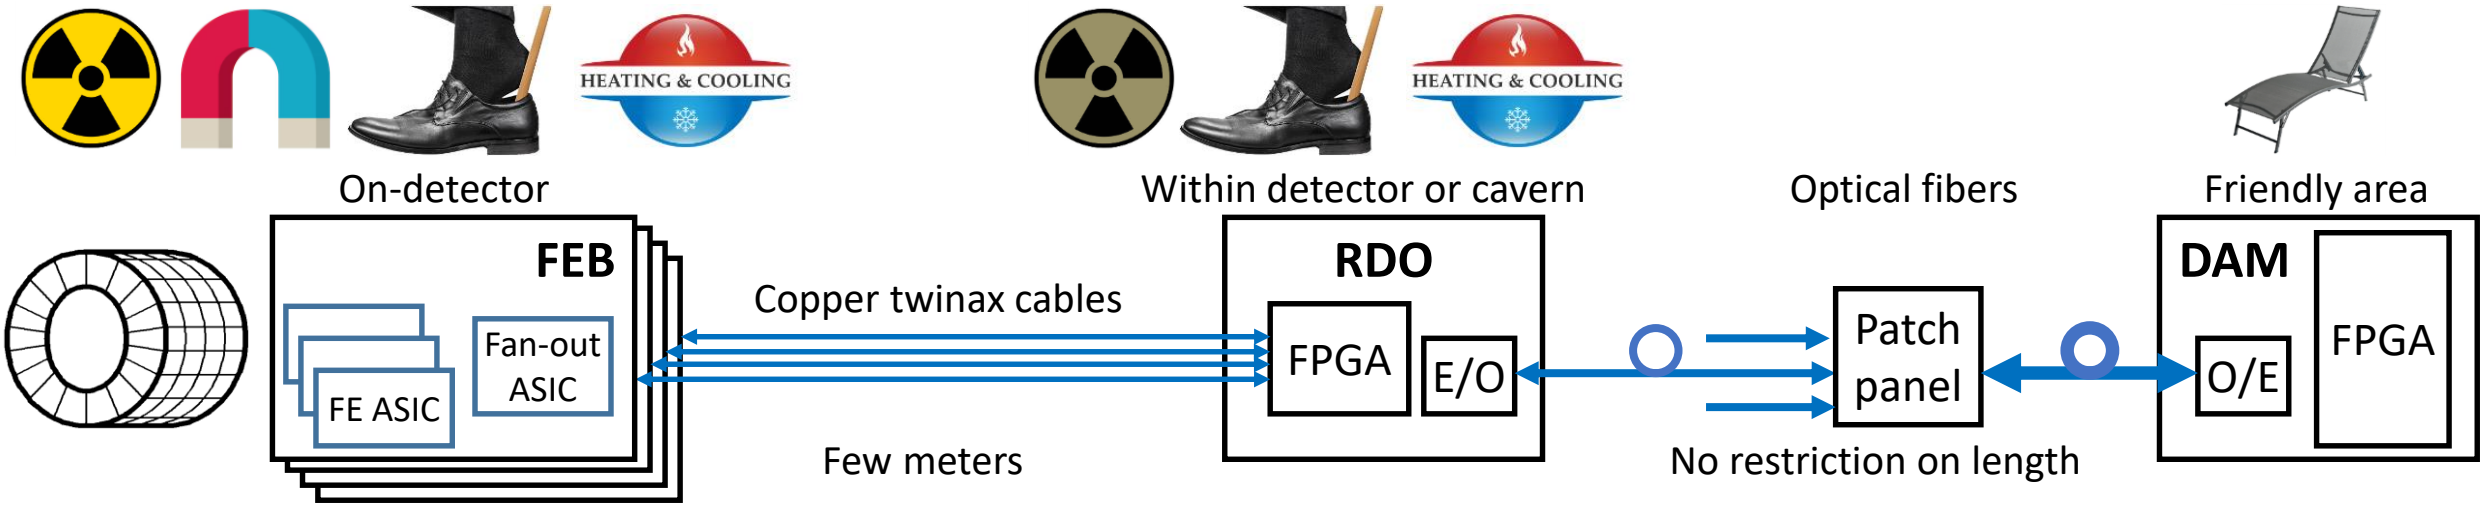 HEATING & COOLING
HEATING & COOLING
On-detector
Within detector or cavern
Optical fibers
Friendly area
FEB
Fan-out
ASIC
FE ASIC
Copper twinax cables
Few meters
RDO
FPGA
E/O
Patch
panel
No restriction on length
DAM
O/E
FPGA